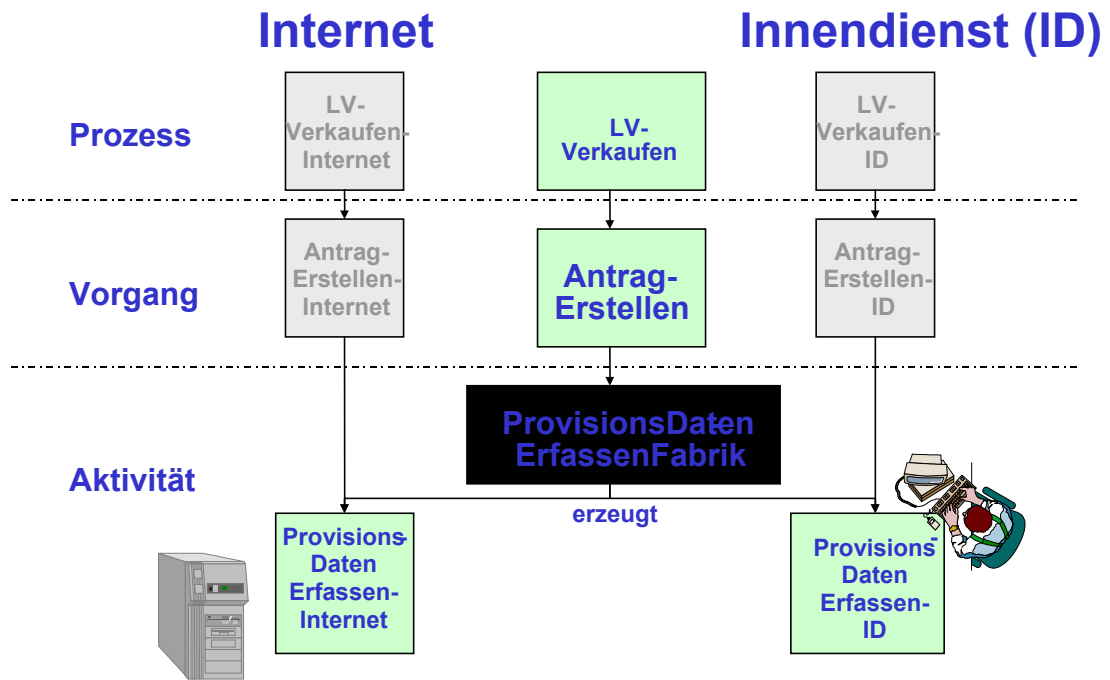 Internet
Innendienst (ID)
Prozess
LV-
Verkaufen-
Internet
LV-
Verkaufen
LV-
Verkaufen-
ID
Vorgang
Antrag-
Erstellen-
Internet
Antrag-
Erstellen
Antrag-
Erstellen-
ID
Aktivität
ProvisionsDaten-
ErfassenFabrik
erzeugt
Provisions-
Daten
Erfassen-
Internet
Provisions-
Daten
Erfassen-
ID